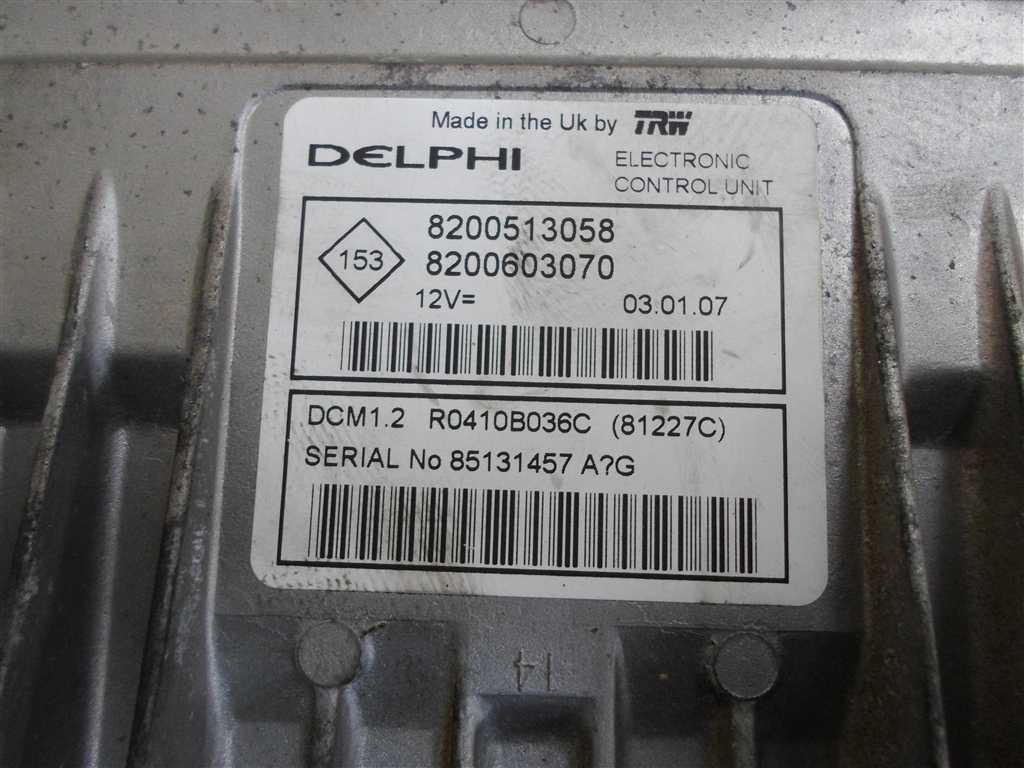 Made in the Uk by TRW
DELPHI
ELECTRONIC
CONTROL UNIT
153
8200513058
8200603070
12V=
03.01.07
DCM1.2 R0410B036C (81227C)
SERIAL No 85131457 A?G
14